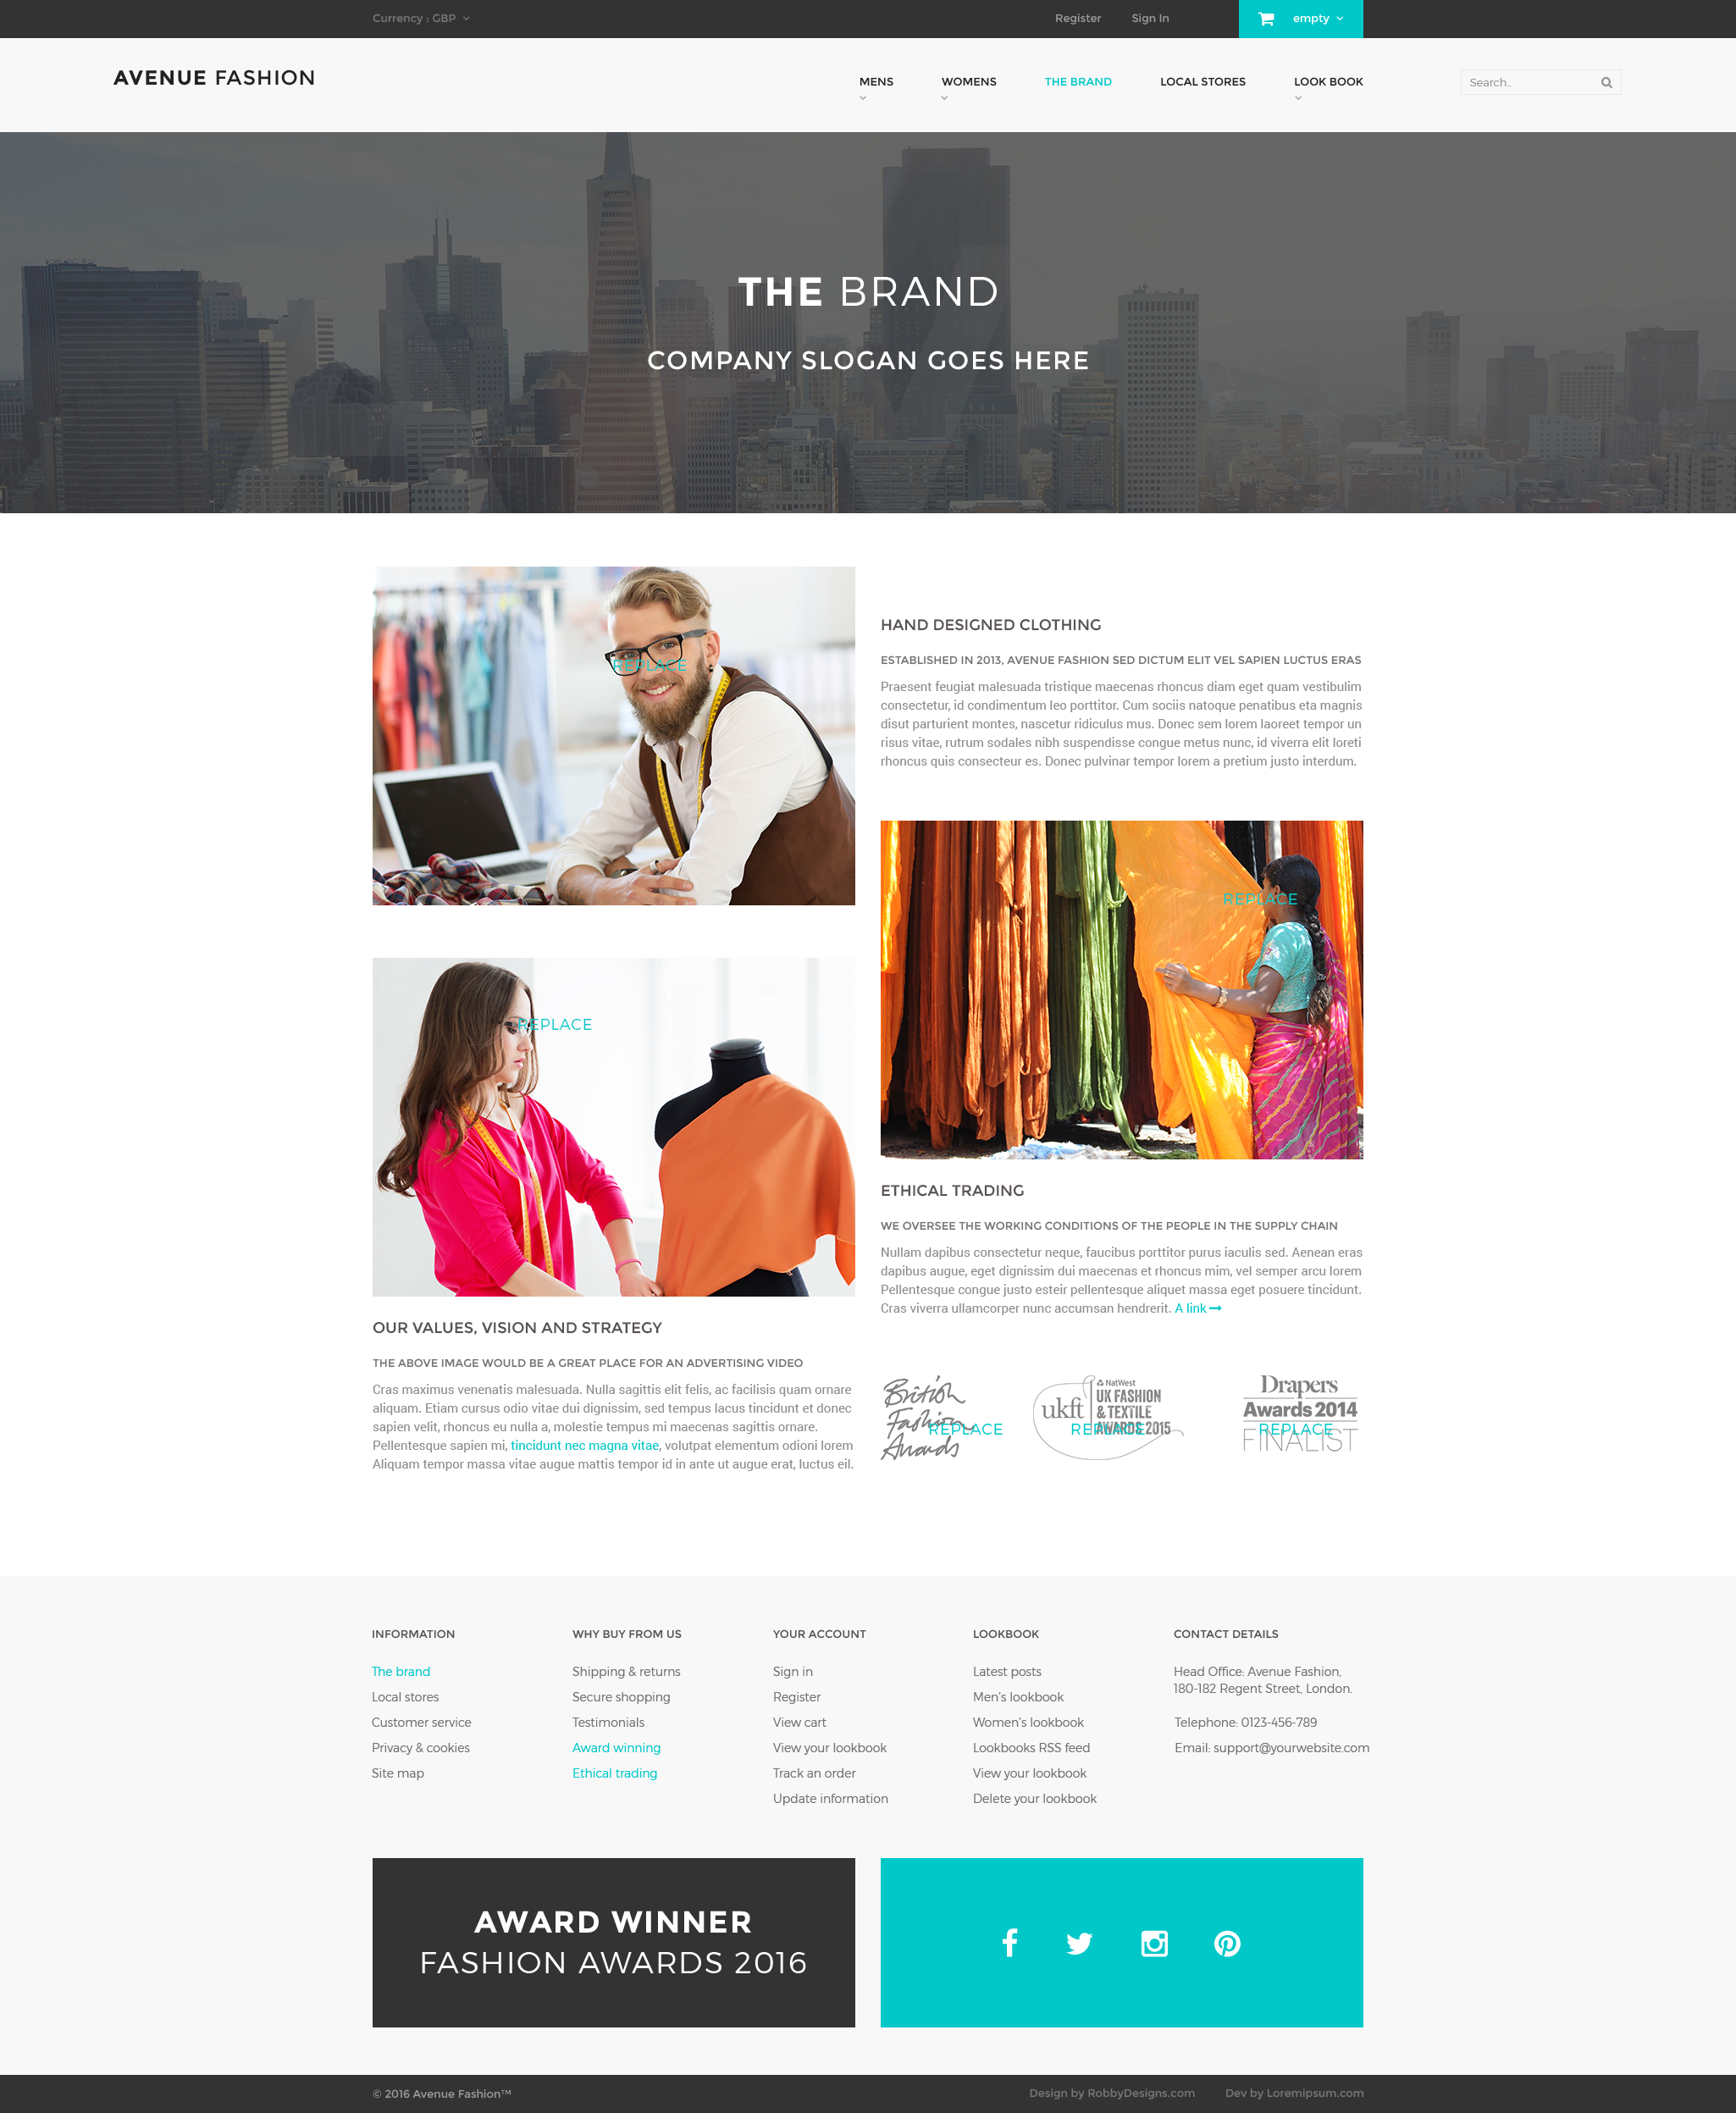 Currency : GBP
Register
Sign In
empty
AVENUE FASHION
MENS
WOMENS
THE BRAND
LOCAL STORES
LOOK BOOK
Search..
THE BRAND
COMPANY SLOGAN GOES HERE
REPLACE
HAND DESIGNED CLOTHING
ESTABLISHED IN 2013, AVENUE FASHION SED DICTUM ELIT VEL SAPIEN LUCTUS ERAS
Praesent feugiat malesuada tristique maecenas rhoncus diam eget quam vestibulim
consectetur, id condimentum leo porttitor. Cum sociis natoque penatibus eta magnis
disut parturient montes, nascetur ridiculus mus. Donec sem lorem laoreet tempor un
risus vitae, rutrum sodales nibh suspendisse congue metus nunc, id viverra elit loreti
rhoncus quis consecteur es. Donec pulvinar tempor lorem a pretium justo interdum.
REPLACE
REPLACE
ETHICAL TRADING
WE OVERSEE THE WORKING CONDITIONS OF THE PEOPLE IN THE SUPPLY CHAIN
Nullam dapibus consectetur neque, faucibus porttitor purus iaculis sed. Aenean eras
dapibus augue, eget dignissim dui maecenas et rhoncus mim, vel semper arcu lorem
Pellentesque congue justo esteir pellentesque aliquet massa eget posuere tincidunt.
Cras viverra ullamcorper nunc accumsan hendrerit. A link
OUR VALUES, VISION AND STRATEGY
THE ABOVE IMAGE WOULD BE A GREAT PLACE FOR AN ADVERTISING VIDEO
Cras maximus venenatis malesuada. Nulla sagittis elit felis, ac facilisis quam ornare
aliquam. Etiam cursus odio vitae dui dignissim, sed tempus lacus tincidunt et donec
sapien velit, rhoncus eu nulla a, molestie tempus mi maecenas sagittis ornare.
Pellentesque sapien mi, tincidunt nec magna vitae, volutpat elementum odioni lorem
Aliquam tempor massa vitae augue mattis tempor id in ante ut augue erat, luctus eil.
British
Fashion
Awards
REPLACE
ukft
NatWest
UK FASHION
& TEXTILE
AWARDS 2015
REPLACE
Drapers
Awards 2014
FINALIST
REPLACE
INFORMATION
The brand
Local stores
Customer service
Privacy & cookies
Site map
WHY BUY FROM US
Shipping & returns
Secure shopping
Testimonials
Award winning
Ethical trading
YOUR ACCOUNT
Sign in
Register
View cart
View your lookbook
Track an order
Update information
LOOKBOOK
Latest posts
Men's lookbook
Women's lookbook
Lookbooks RSS feed
View your lookbook
Delete your lookbook
CONTACT DETAILS
Head Office: Avenue Fashion,
180-182 Regent Street, London.
Telephone: 0123-456-789
Email: support@yourwebsite.com
AWARD WINNER
FASHION AWARDS 2016
© 2016 Avenue Fashion™
Design by RobbyDesigns.com
Dev by Loremipsum.com